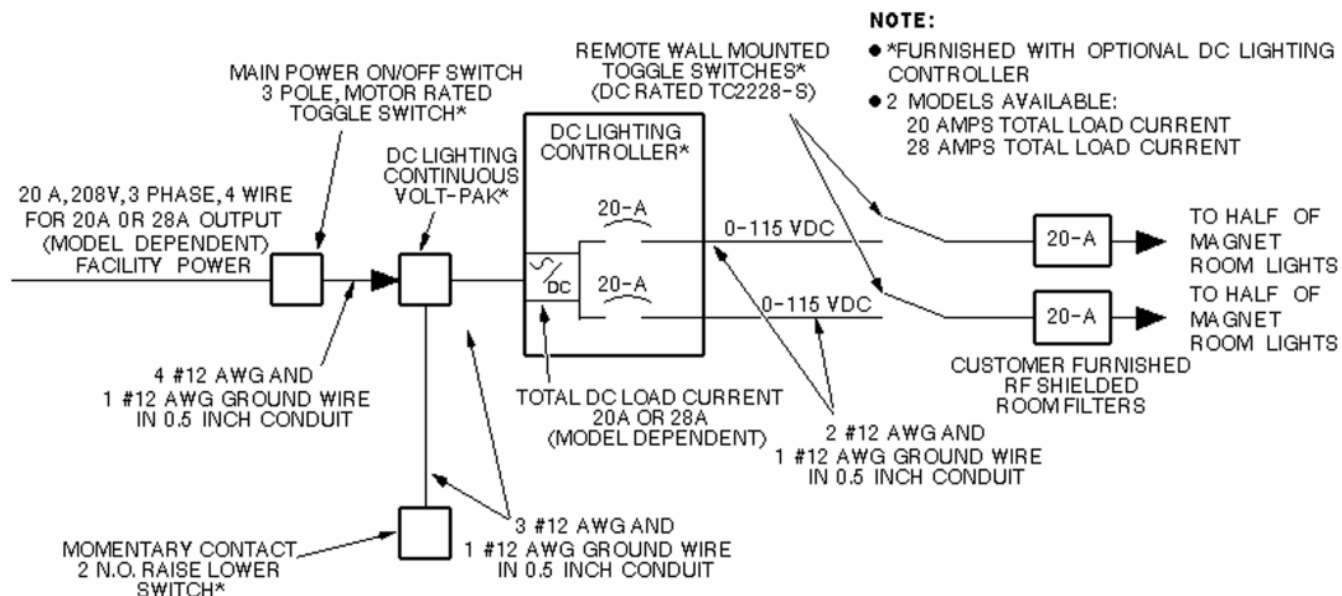 NOTE:
● *FURNISHED WITH OPTIONAL DC LIGHTING
CONTROLLER
● 2 MODELS AVAILABLE:
20 AMPS TOTAL LOAD CURRENT
28 AMPS TOTAL LOAD CURRENT
REMOTE WALL MOUNTED
TOGGLE SWITCHES*
(DC RATED TC2228-S)
MAIN POWER ON/OFF SWITCH
3 POLE, MOTOR RATED
TOGGLE SWITCH*
DC LIGHTING
CONTINUOUS
VOLT-PAK*
DC LIGHTING
CONTROLLER*
20 A, 208V, 3 PHASE, 4 WIRE
FOR 20A 0R 28A OUTPUT
(MODEL DEPENDENT)
FACILITY POWER
20-A
0-115 VDC
20-A
TO HALF OF
MAGNET
ROOM LIGHTS
DC
20-A
0-115 VDC
20-A
TO HALF OF
MAGNET
ROOM LIGHTS
CUSTOMER FURNISHED
RF SHIELDED
ROOM FILTERS
4 #12 AWG AND
1 #12 AWG GROUND WIRE
IN 0.5 INCH CONDUIT
TOTAL DC LOAD CURRENT
20A OR 28A
(MODEL DEPENDENT)
2 #12 AWG AND
1 #12 AWG GROUND WIRE
IN 0.5 INCH CONDUIT
3 #12 AWG AND
1 #12 AWG GROUND WIRE
IN 0.5 INCH CONDUIT
MOMENTARY CONTACT
2 N.O. RAISE LOWER
SWITCH*